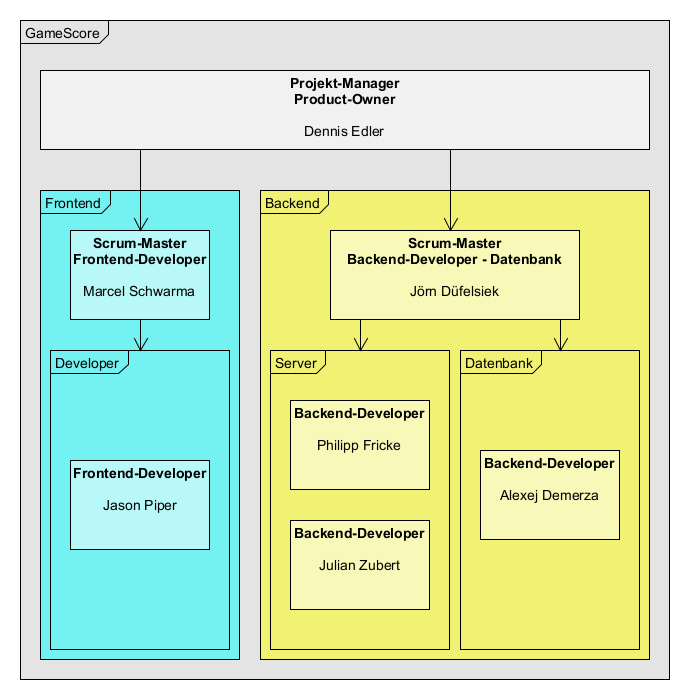 GameScore
Projekt-Manager
Product-Owner
Dennis Edler
Frontend
Scrum-Master
Frontend-Developer
Marcel Schwarma
Developer
Frontend-Developer
Jason Piper
Backend
Scrum-Master
Backend-Developer - Datenbank
Jörn Düfelsiek
Server
Backend-Developer
Philipp Fricke
Backend-Developer
Julian Zubert
Datenbank
Backend-Developer
Alexej Demerza